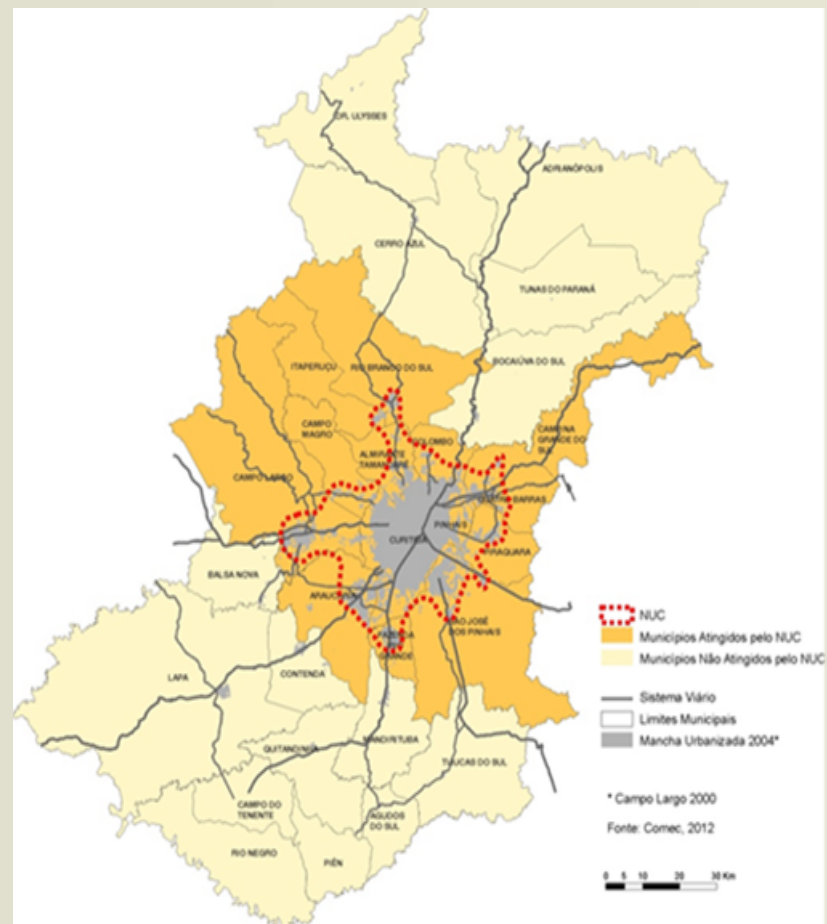 DR. ULYSSES
ADRIANÓPOLIS
CERRO AZUL
TUNAS DO PARANÁ
BOCAIÚVA DO SUL
ITAPERUÇU
RIO BRANCO DO SUL
CAMPO
MAGRO
COLOMBO
CAMPINA
GRANDE DO
SUL
ALMIRANTE
TAMANDARÉ
CAMPO LARGO
QUATRO BARRAS
PINHAIS
CURITIBA
PIRAQUARA
BALSA NOVA
ARAUCÁRIA
SÃO JOSÉ
DOS PINHAIS
FAZENDA
GRANDE
LAPA
CONTENDA
MANDIRITUBA
QUITANDINHA
TIJUCAS DO SUL
CAMPO DO
TENENTE
AGUDOS
DO SUL
RIO NEGRO
PIÊN
NUC
Municípios Atingidos pelo NUC
Municípios Não Atingidos pelo NUC
Sistema Viário
Limites Municipais
Mancha Urbanizada 2004*
* Campo Largo 2000
Fonte: Comec, 2012
0 5 10 20 30 Km